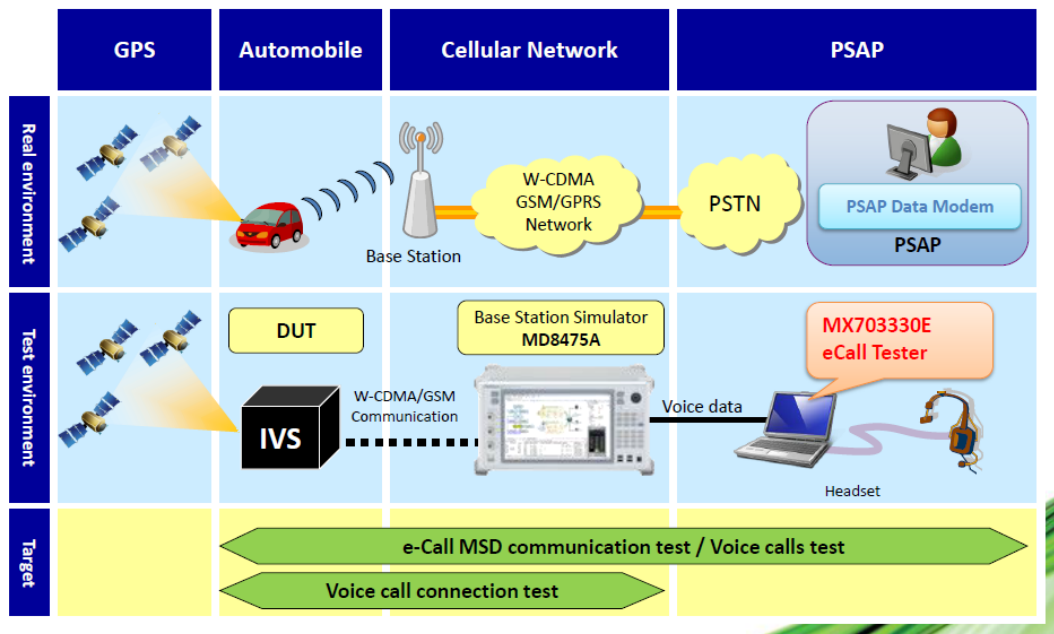 GPS
Automobile
Cellular Network
PSAP
Real environment
W-CDMA
GSM/GPRS
Network
Base Station
PSTN
PSAP Data Modem
PSAP
Test environment
DUT
IVS
W-CDMA/GSM
Communication
Base Station Simulator
MD8475A
Voice data
MX703330E
eCall Tester
Headset
Target
e-Call MSD communication test / Voice calls test
Voice call connection test